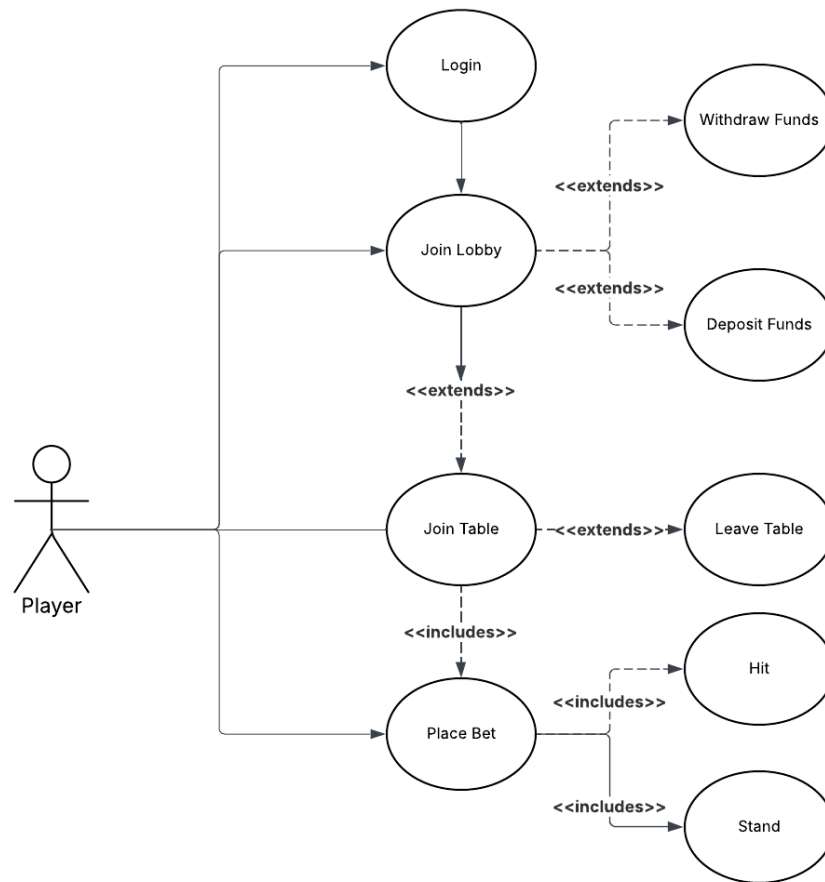 Login
Withdraw Funds
<<extends>>
Join Lobby
<<extends>>
Deposit Funds
<<extends>>
Join Table
<<extends>>
Leave Table
Player
<<includes>>
Hit
<<includes>>
Place Bet
<<includes>>
Stand